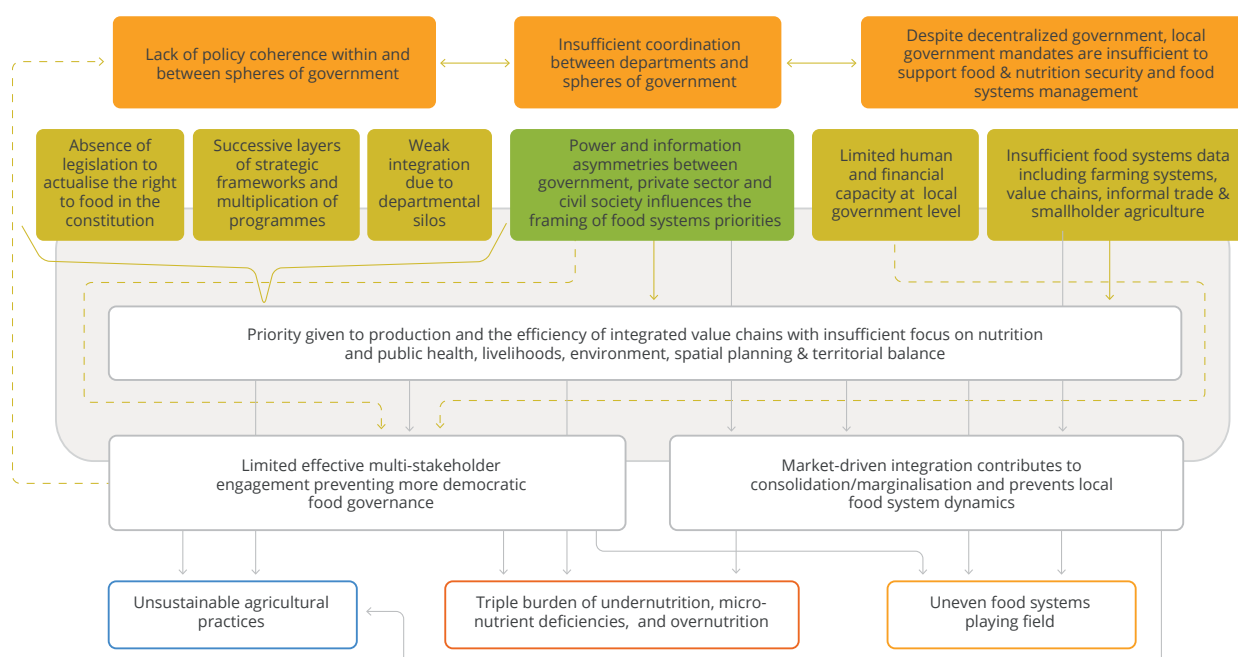 Lack of policy coherence within and
between spheres of government
Insufficient coordination
between departments and
spheres of government
Despite decentralized government, local
government mandates are insufficient to
support food & nutrition security and food
systems management
Absence of
legislation to
actualise the right
to food in the
constitution
Successive layers
of strategic
frameworks and
multiplication of
programmes
Weak
integration
due to
departmental
silos
Power and information
asymmetries between
government, private sector and
civil society influences the
framing of food systems priorities
Limited human
and financial
capacity at local
government level
Insufficient food systems data
including farming systems,
value chains, informal trade &
smallholder agriculture
Priority given to production and the efficiency of integrated value chains with insufficient focus on nutrition
and public health, livelihoods, environment, spatial planning & territorial balance
Limited effective multi-stakeholder
engagement preventing more democratic
food governance
Market-driven integration contributes to
consolidation/marginalisation and prevents local
food system dynamics
Unsustainable agricultural
practices
Triple burden of undernutrition, micro-
nutrient deficiencies, and overnutrition
Uneven food systems
playing field